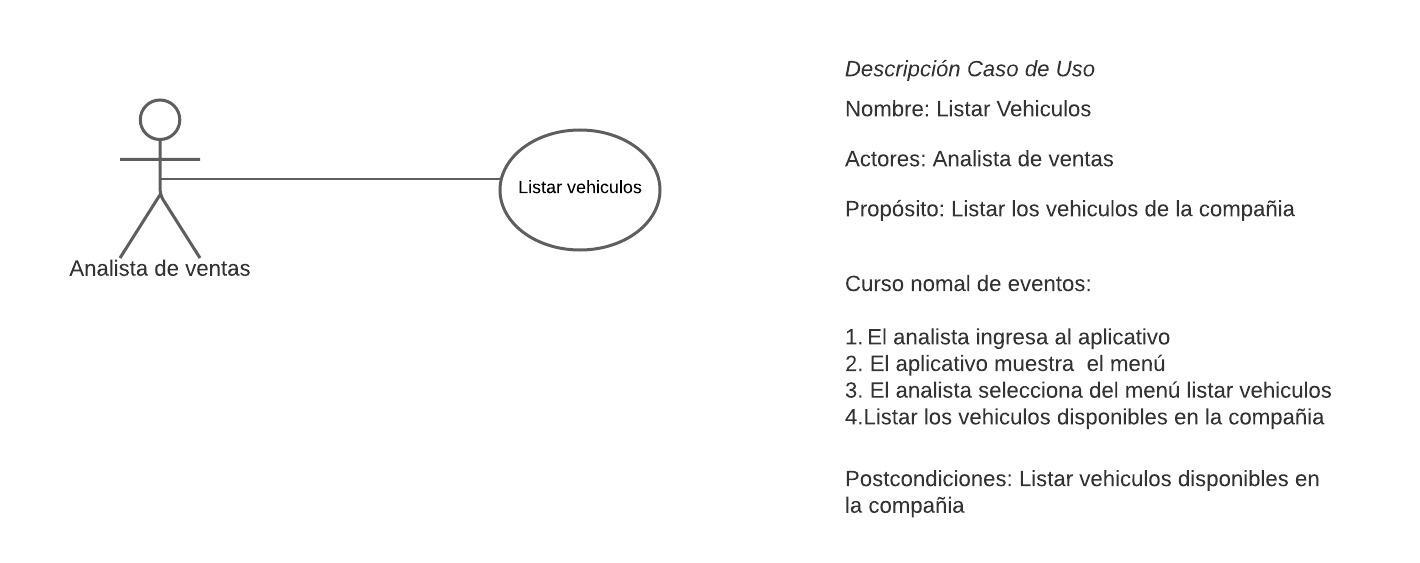 Analista de ventas
Listar vehiculos
Descripción Caso de Uso
Nombre: Listar Vehiculos
Actores: Analista de ventas
Propósito: Listar los vehiculos de la compañia
Curso nomal de eventos:
1. El analista ingresa al aplicativo
2. El aplicativo muestra  el menú
3. El analista selecciona del menú listar vehiculos
4.Listar los vehiculos disponibles en la compañia
Postcondiciones: Listar vehiculos disponibles en
la compañia